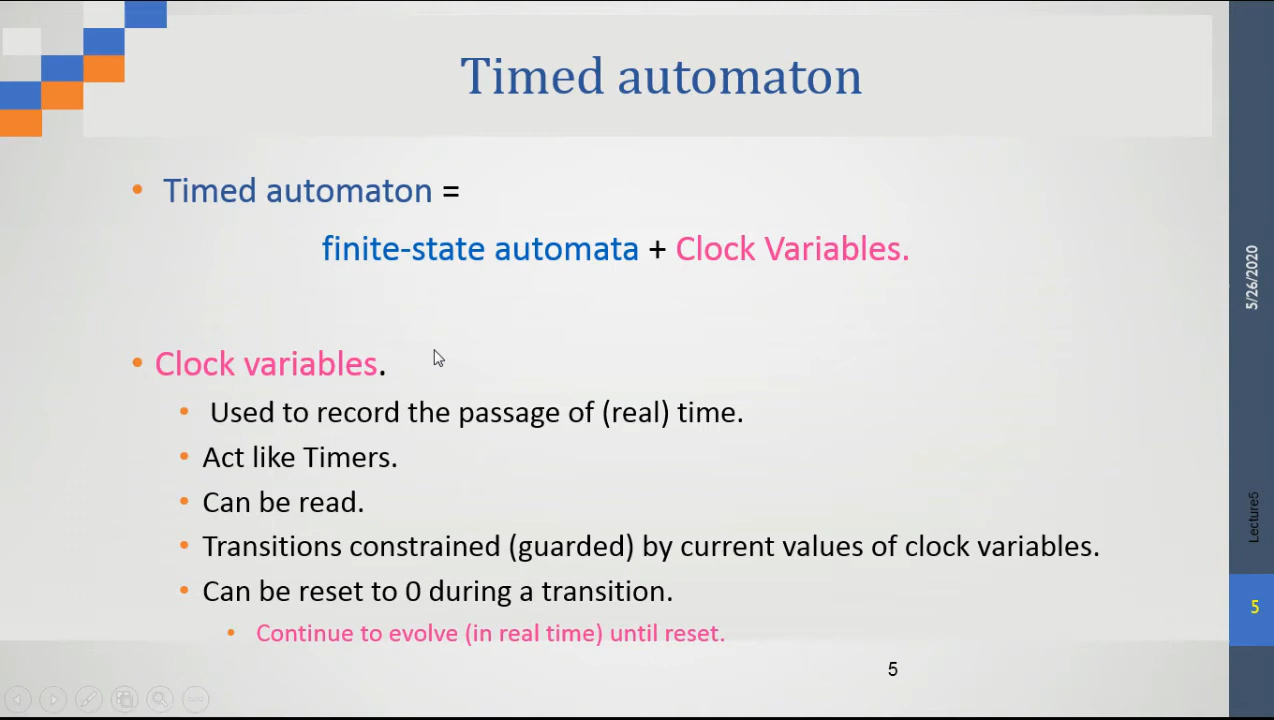 Timed automaton
• Timed automaton =
finite-state automata + Clock Variables.
• Clock variables.
• Used to record the passage of (real) time.
• Act like Timers.
• Can be read.
• Transitions constrained (guarded) by current values of clock variables.
• Can be reset to 0 during a transition.
• Continue to evolve (in real time) until reset.
5
5/26/2020
Lecture5
5